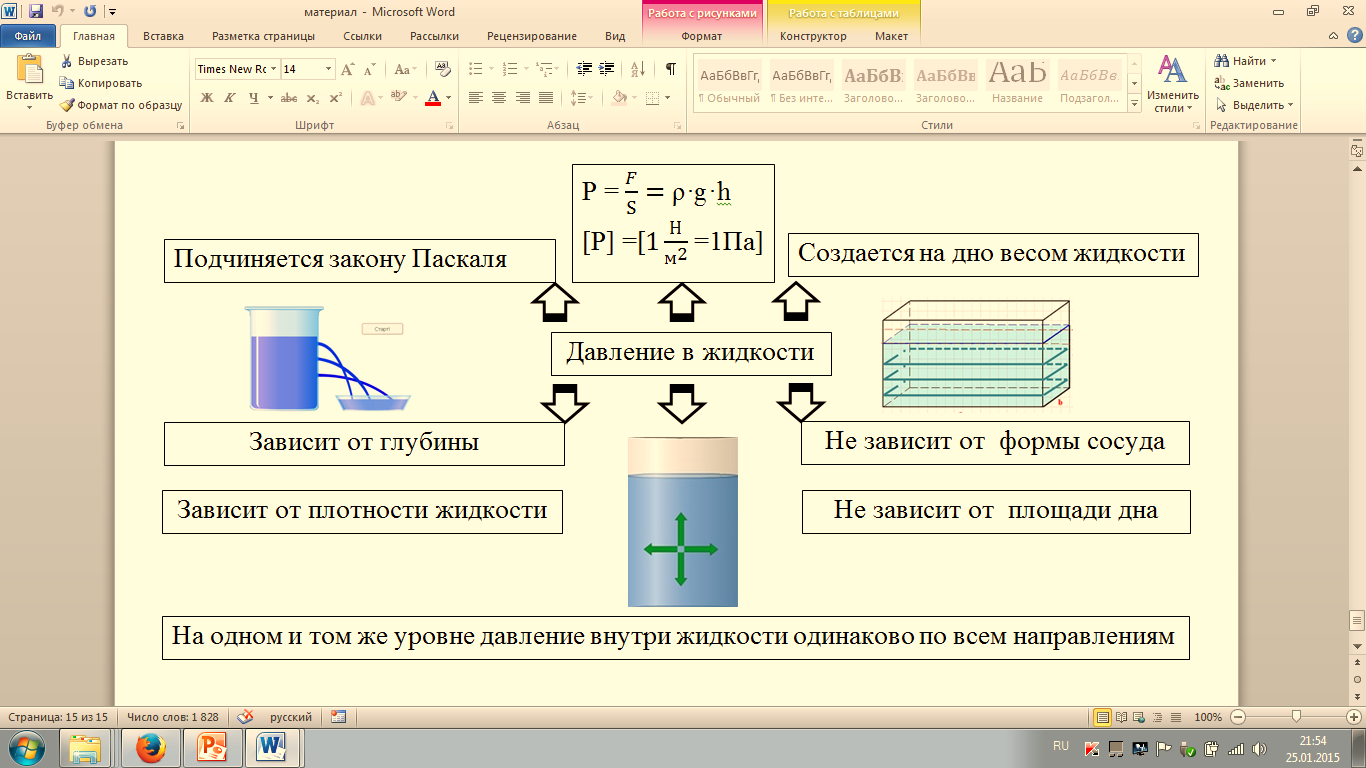 материал - Microsoft Word
Работа с рисунками
Работа с таблицами
Файл
Главная
Вставка
Разметка страницы
Ссылки
Рассылки
Рецензирование
Вид
Формат
Конструктор
Макет
Вставить
Вырезать
Копировать
Формат по образцу
Буфер обмена
Times New Ro
14
Шрифт
Абзац
АаБбВвГг,
¶ Обычный
АаБбВвГг,
¶ Без инте...
АаБбВ
Заголово...
АаБбВв
Заголово...
АаЬ
Название
АаБбВв.
Подзагол...
Стили
Изменить
стили
Найти
Заменить
Выделить
Редактирование
P = F/S = ρ·g·h
[P] =[1 Н/м² =1Па]
Подчиняется закону Паскаля
Создается на дно весом жидкости
Старт!
Давление в жидкости
b
Зависит от глубины
Не зависит от формы сосуда
Зависит от плотности жидкости
Не зависит от площади дна
На одном и том же уровне давление внутри жидкости одинаково по всем направлениям
Страница: 15 из 15
Число слов: 1 828
русский
100%
RU
21:54
25.01.2015